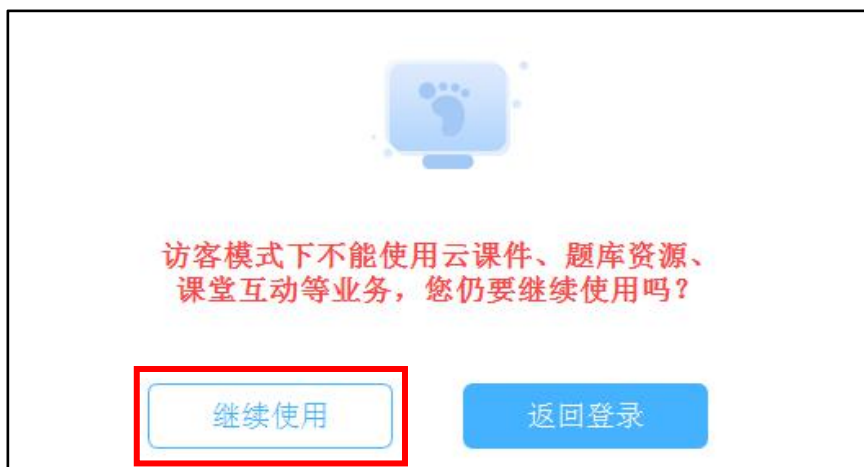 访客模式下不能使用云课件、题库资源、
课堂互动等业务，您仍要继续使用吗？
继续使用
返回登录